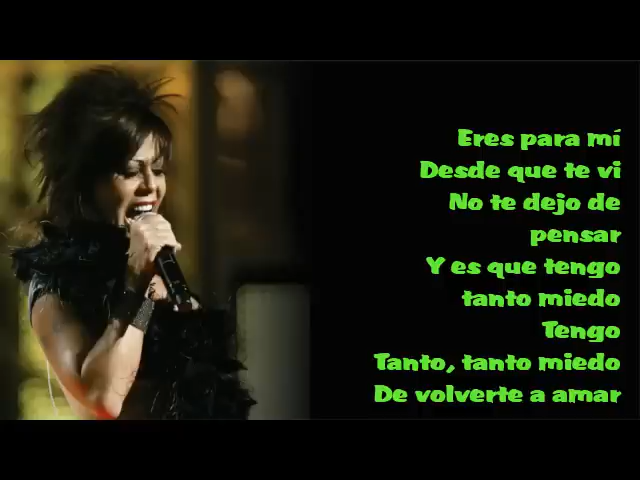 Eres para mí
Desde que te vi
No te dejo de
pensar
Y es que tengo
tanto miedo
Tengo
Tanto, tanto miedo
De volverte a amar